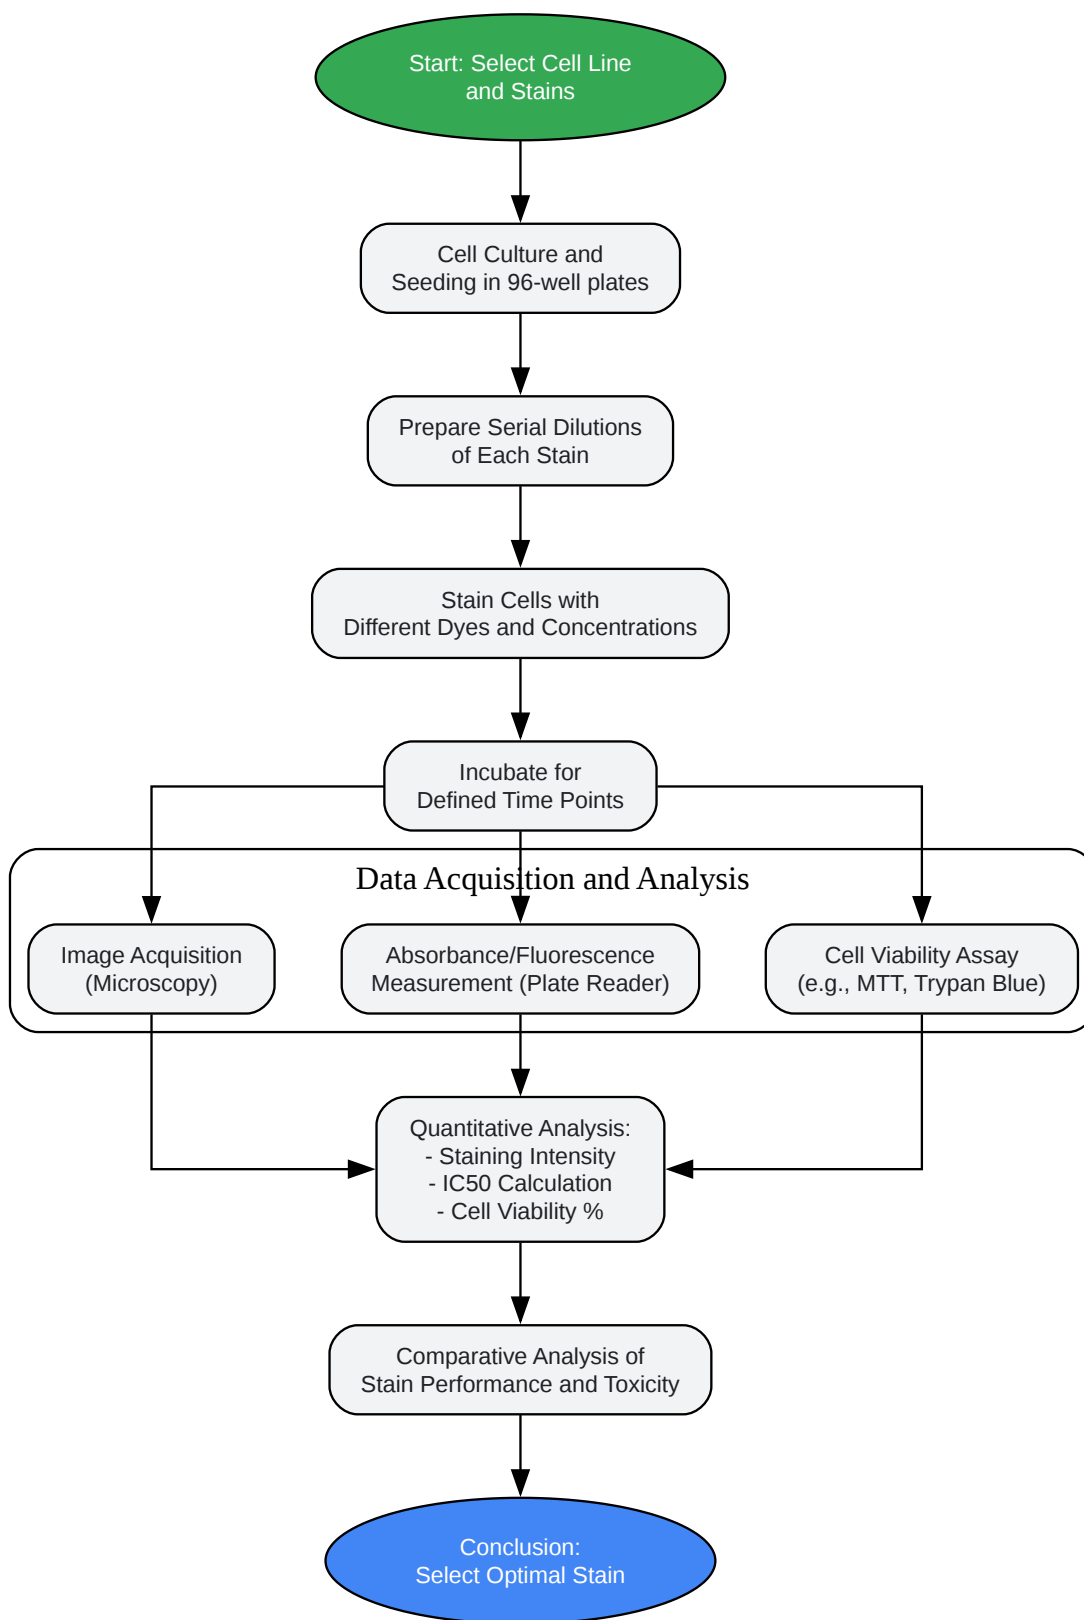 Start: Select Cell Line
and Stains
Cell Culture and
Seeding in 96-well plates
Prepare Serial Dilutions
of Each Stain
Stain Cells with
Different Dyes and Concentrations
Incubate for
Defined Time Points
Data Acquisition and Analysis
Image Acquisition
(Microscopy)
Absorbance/Fluorescence
Measurement (Plate Reader)
Cell Viability Assay
(e.g., MTT, Trypan Blue)
Quantitative Analysis:
- Staining Intensity
- IC50 Calculation
- Cell Viability %
Comparative Analysis of
Stain Performance and Toxicity
Conclusion:
Select Optimal Stain